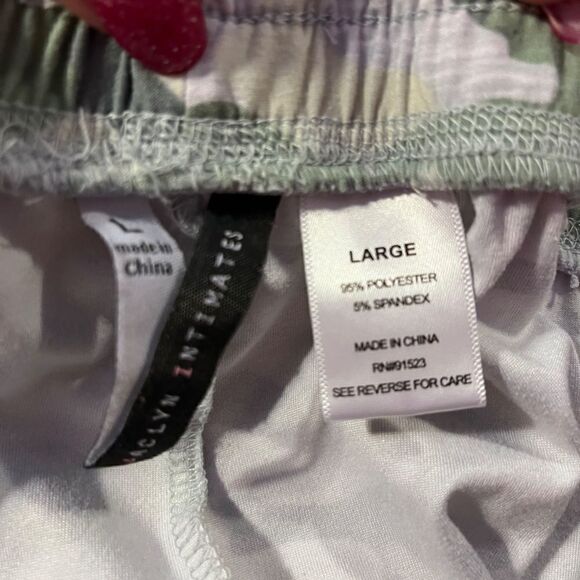 L
made in
China
INTIMATES
LARGE
95% POLYESTER
5% SPANDEX
MADE IN CHINA
RN#91523
SEE REVERSE FOR CARE